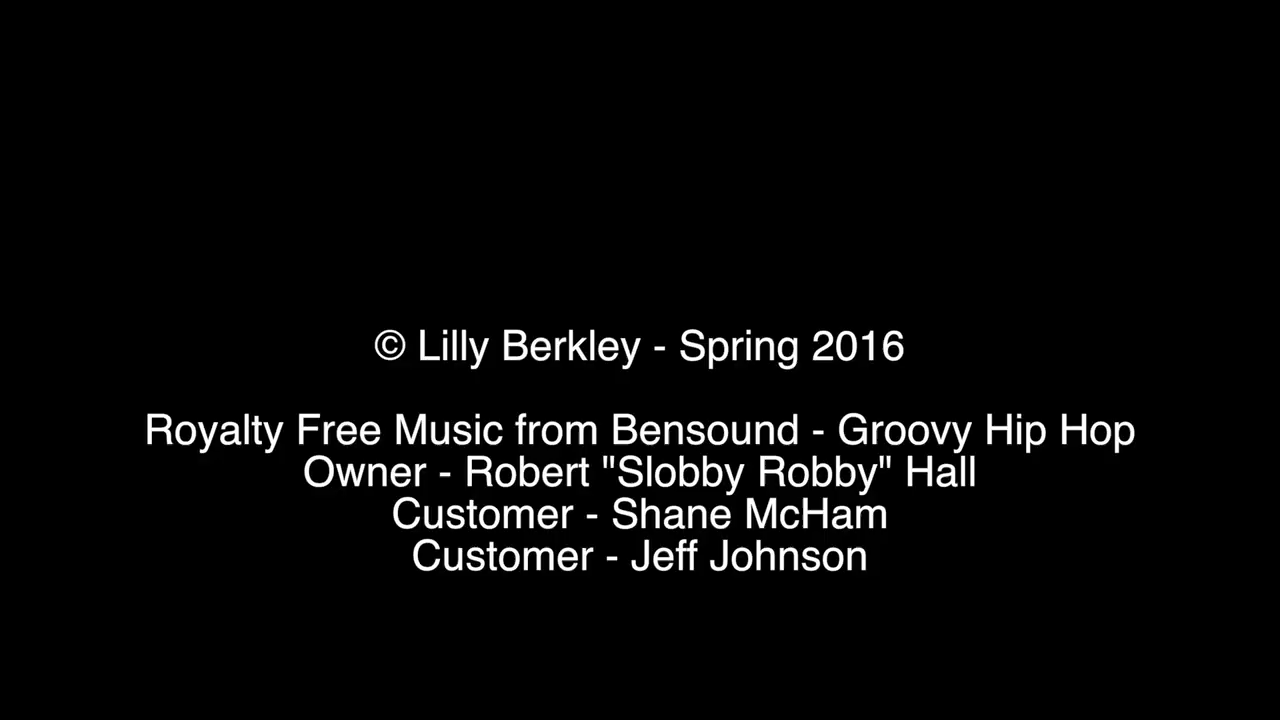 © Lilly Berkley - Spring 2016
Royalty Free Music from Bensound - Groovy Hip Hop
Owner - Robert "Slobby Robby" Hall
Customer - Shane McHam
Customer - Jeff Johnson